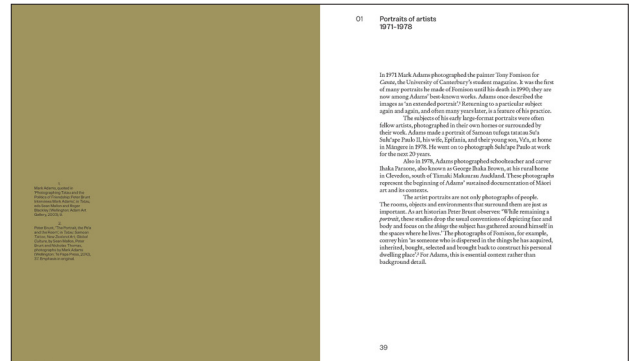 1
Mark Adams, quoted in
2
01
Portraits of artists
1971–1978
In 1971 Mark Adams photographed the painter Tony Fomison for
Canta, the University of Canterbury's student magazine. It was the first
of many portraits he made of Fomison until his death in 1990; they are
now among Adams' best-known works. Adams once described the
images as 'an extended portrait'.¹ Returning to a particular subject
again and again, and often many years later, is a feature of his practice.
The subjects of his early large-format portraits were often
fellow artists, photographed in their own homes or surrounded by
their work. Adams made a portrait of Samoan tufuga tatatau Su'a
Sulu'ape Paulo II, his wife, Epifania, and their young son, Va'a, at home
in Māngere in 1978. He went on to photograph Sulu'ape Paulo at work
for the next 20 years.
Also in 1978, Adams photographed schoolteacher and carver
Ihaka Parsone, also known as George Ihaka Brown, at his rural home
in Clevedon, south of Tāmaki Makaurau Auckland. These photographs
represent the beginning of Adams' sustained documentation of Māori
art and its contexts.
The artist portraits are not only photographs of people.
The rooms, objects and environments that surround them are just as
important. As art historian Peter Brunt observes: 'While remaining a
portrait, these studies drop the usual conventions of depicting face and
body and focus on the things the subject has gathered around himself in
the spaces where he lives.' The photographs of Fomison, for example,
convey him 'as someone who is dispersed in the things he has acquired,
inherited, bought, selected and brought back to construct his personal
dwelling place'.² For Adams, this is essential context rather than
background detail.
39